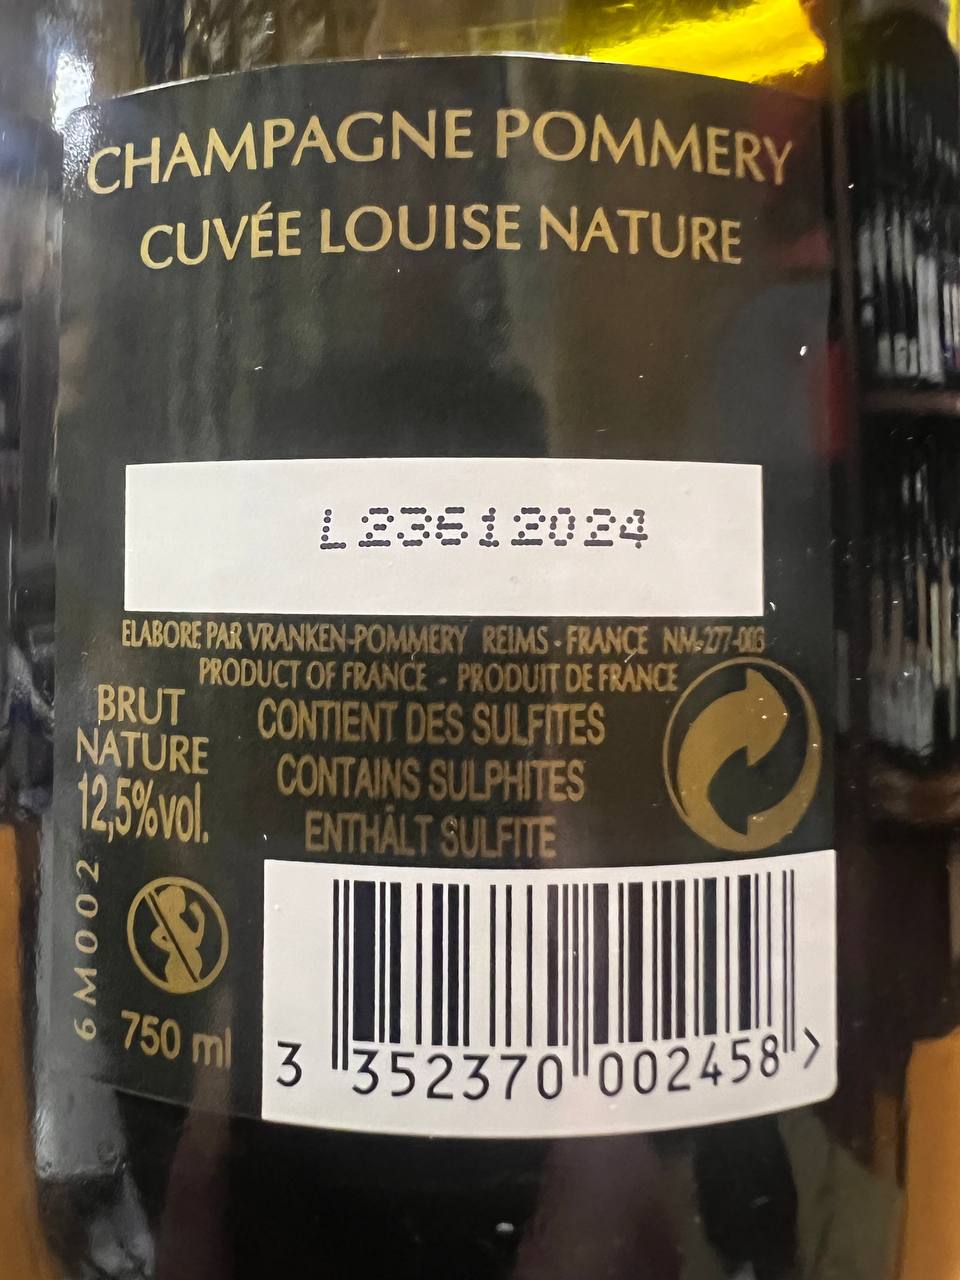 CHAMPAGNE POMMERY
CUVÉE LOUISE NATURE
L23612024
ELABORE PAR VRANKEN-POMMERY REIMS - FRANCE NM-277-003
PRODUCT OF FRANCE - PRODUIT DE FRANCE
BRUT
NATURE
12,5%vol.
CONTIENT DES SULFITES
CONTAINS SULPHITES
ENTHÄLT SULFITE
6M002
750 ml
3 352370 002458 >